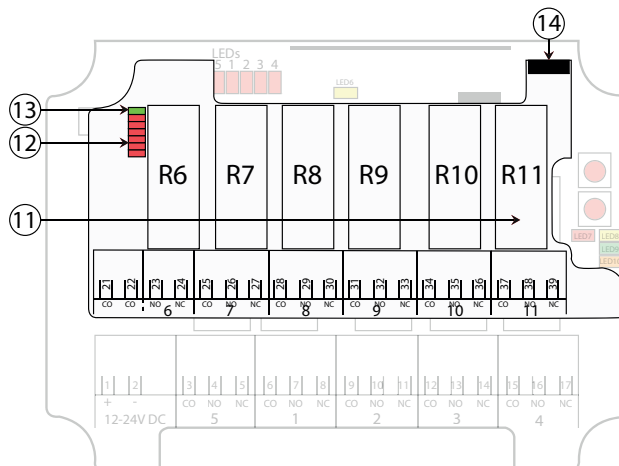 14
LEDs
5 1 2 3 4
LED6
13
12
R6 R7 R8 R9 R10 R11
11
LED7 LED8
LED9
LED10
21 22 23 24 25 26 27 28 29 30 31 32 33 34 35 36 37 38 39
CO CO NO NC CO NO NC CO NO NC CO NO NC CO NO NC CO NO NC
6 7 8 9 10 11
1 2 3 4 5 6 7 8 9 10 11 12 13 14 15 16 17
+ - CO NO NC CO NO NC CO NO NC CO NO NC CO NO NC
12-24V DC 5 1 2 3 4